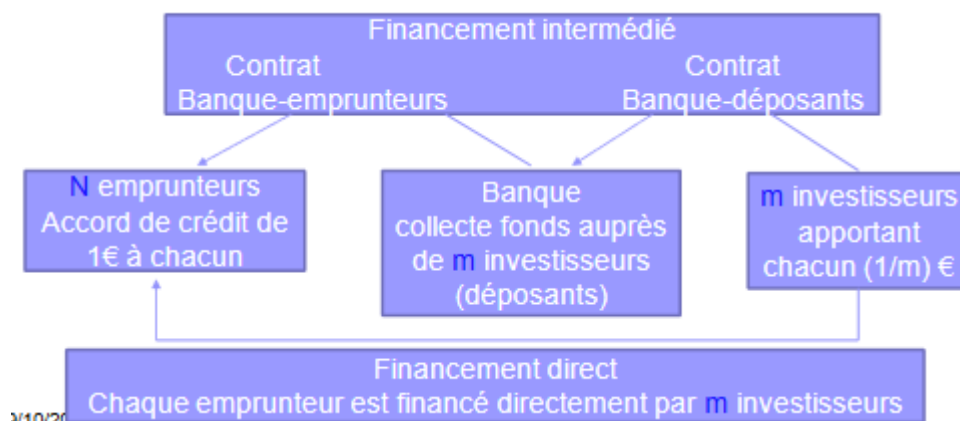 Financement intermédié
Contrat
Banque-emprunteurs
Contrat
Banque-déposants
N emprunteurs
Accord de crédit de
1€ à chacun
Banque
collecte fonds auprès
de m investisseurs
(déposants)
m investisseurs
apportant
chacun (1/m) €
Financement direct
Chaque emprunteur est financé directement par m investisseurs